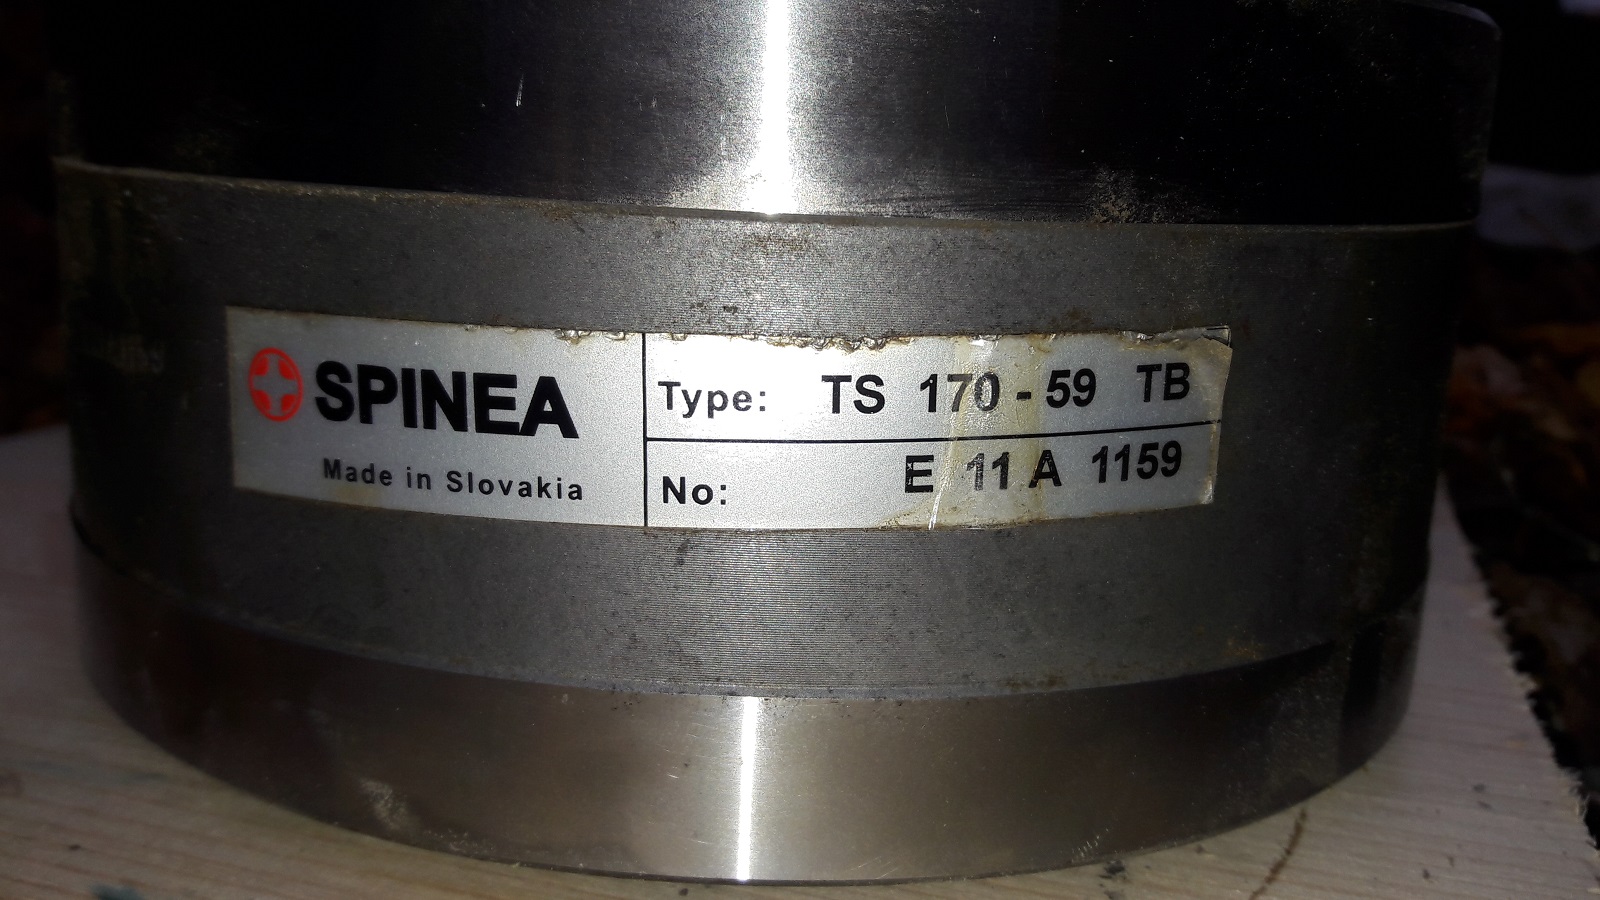 SPINEA
Made in Slovakia
Type: TS 170 - 59 TB
No: E 11 A 1159